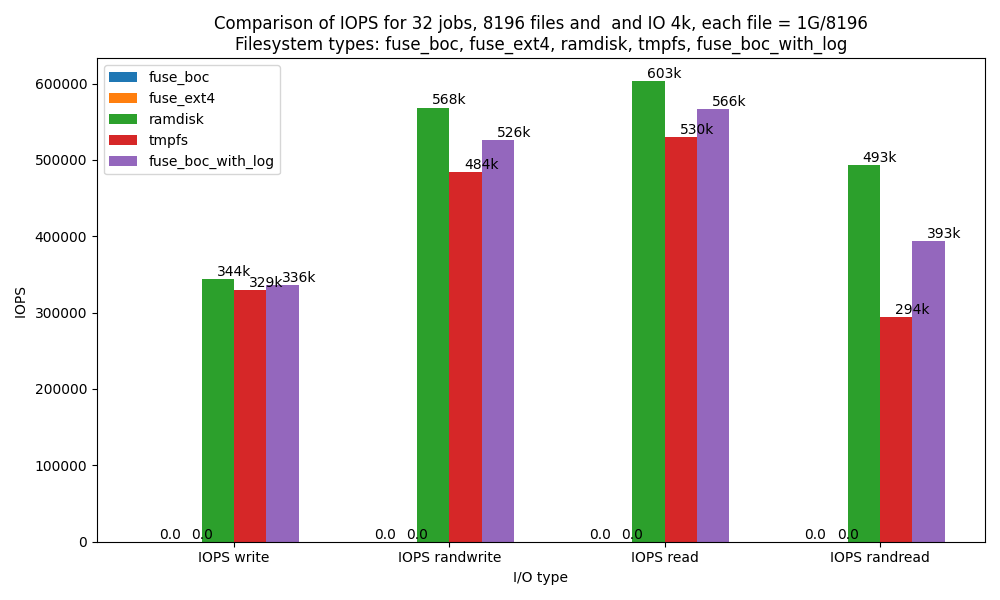 Comparison of IOPS for 32 jobs, 8196 files and  and IO 4k, each file = 1G/8196
Filesystem types: fuse_boc, fuse_ext4, ramdisk, tmpfs, fuse_boc_with_log
fuse_boc
fuse_ext4
ramdisk
tmpfs
fuse_boc_with_log
IOPS
600000
500000
400000
300000
200000
100000
0
0.0
0.0
344k
329k
336k
0.0
0.0
568k
484k
526k
0.0
0.0
603k
530k
566k
0.0
0.0
493k
294k
393k
IOPS write
IOPS randwrite
IOPS read
IOPS randread
I/O type